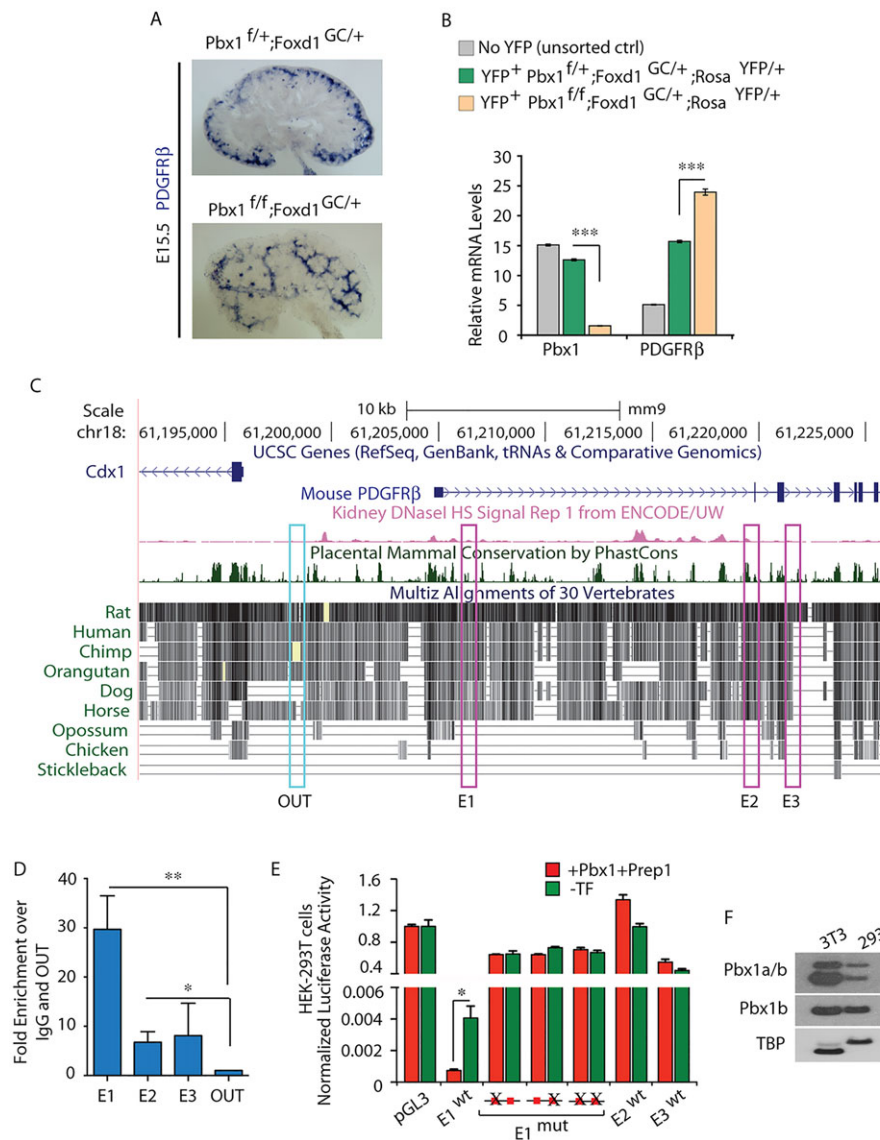 A
Pbx1 f/+;Foxd1 GC/+
E15.5 PDGFRβ
Pbx1 f/f;Foxd1 GC/+
B
No YFP (unsorted ctrl)
YFP+ Pbx1 f/+;Foxd1 GC/+ ;Rosa YFP/+
YFP+ Pbx1 f/f;Foxd1 GC/+ ;Rosa YFP/+
Relative mRNA Levels
30
25
20
15
10
5
0
***
***
Pbx1
PDGFRβ
C
Scale
10 kb
mm9
chr18:
61,195,000
61,200,000
61,205,000
61,210,000
61,215,000
61,220,000
61,225,000
UCSC Genes (RefSeq, GenBank, tRNAs & Comparative Genomics)
Cdx1
Mouse PDGFRβ
Kidney DNaseI HS Signal Rep 1 from ENCODE/UW
Placental Mammal Conservation by PhastCons
Multiz Alignments of 30 Vertebrates
Rat
Human
Chimp
Orangutan
Dog
Horse
Opossum
Chicken
Stickleback
OUT
E1
E2
E3
D
Fold Enrichment over
IgG and OUT
40
30
20
10
0
**
*
E1
E2
E3
OUT
E
+Pbx1+Prep1
-TF
HEK-293T cells
Normalized Luciferase Activity
1.6
1.2
0.8
0.4
0.006
0.004
0.002
0
*
pGL3
E1 wt
X
X
X X
E1 mut
E2 wt
E3 wt
F
3T3
293
Pbx1a/b
Pbx1b
TBP